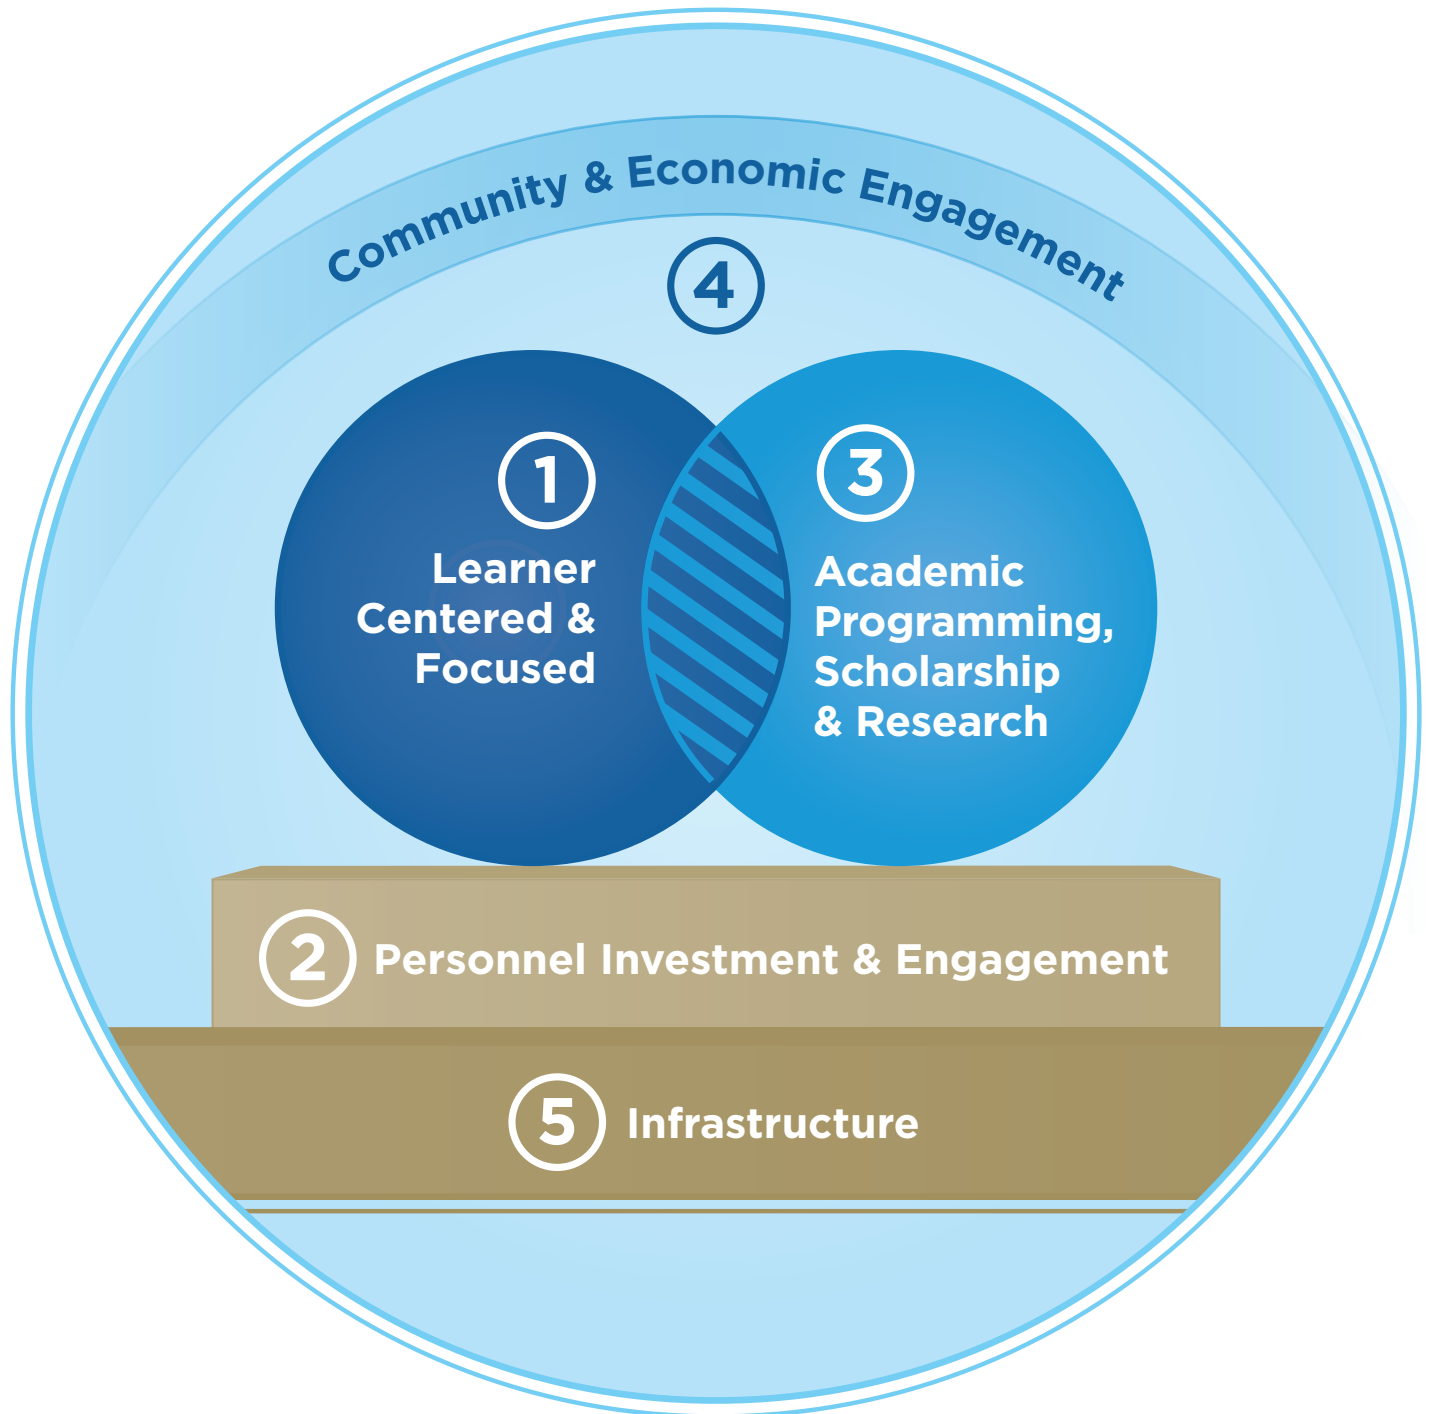 Community & Economic Engagement
4
1
Learner
Centered &
Focused
3
Academic
Programming,
Scholarship
& Research
2 Personnel Investment & Engagement
5 Infrastructure